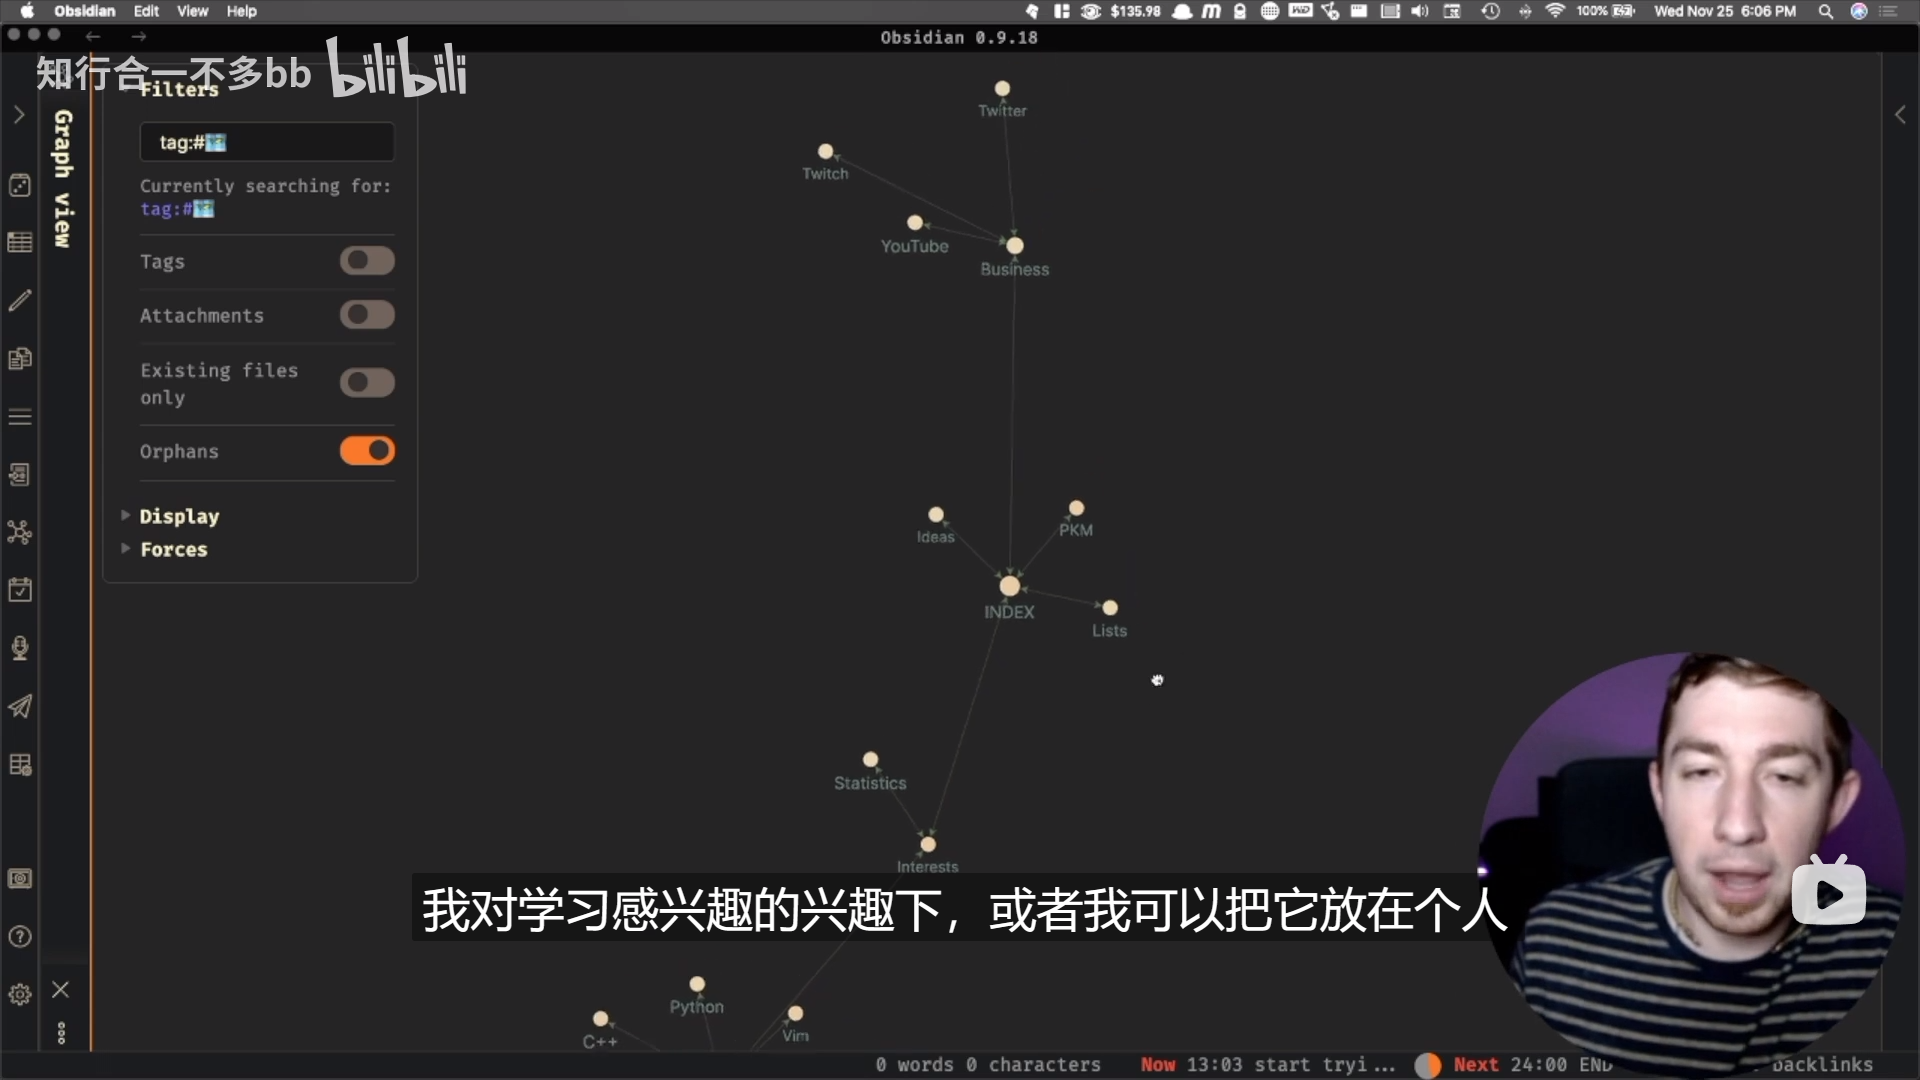 Obsidian Edit View Help
$135.98
100%
Wed Nov 25 6:06 PM
Obsidian 0.9.18
知行合一不多bb bilibili
Graph view
Filters
tag:#
Currently searching for:
tag:#
Tags
Attachments
Existing files
only
Orphans
Display
Forces
Twitter
Twitch
YouTube
Business
Ideas
PKM
INDEX
Lists
Statistics
Interests
我对学习感兴趣的兴趣下，或者我可以把它放在个人
Python
C++
Vim
0 words 0 characters
Now 13:03 start tryi...
Next 24:00 END
backlinks